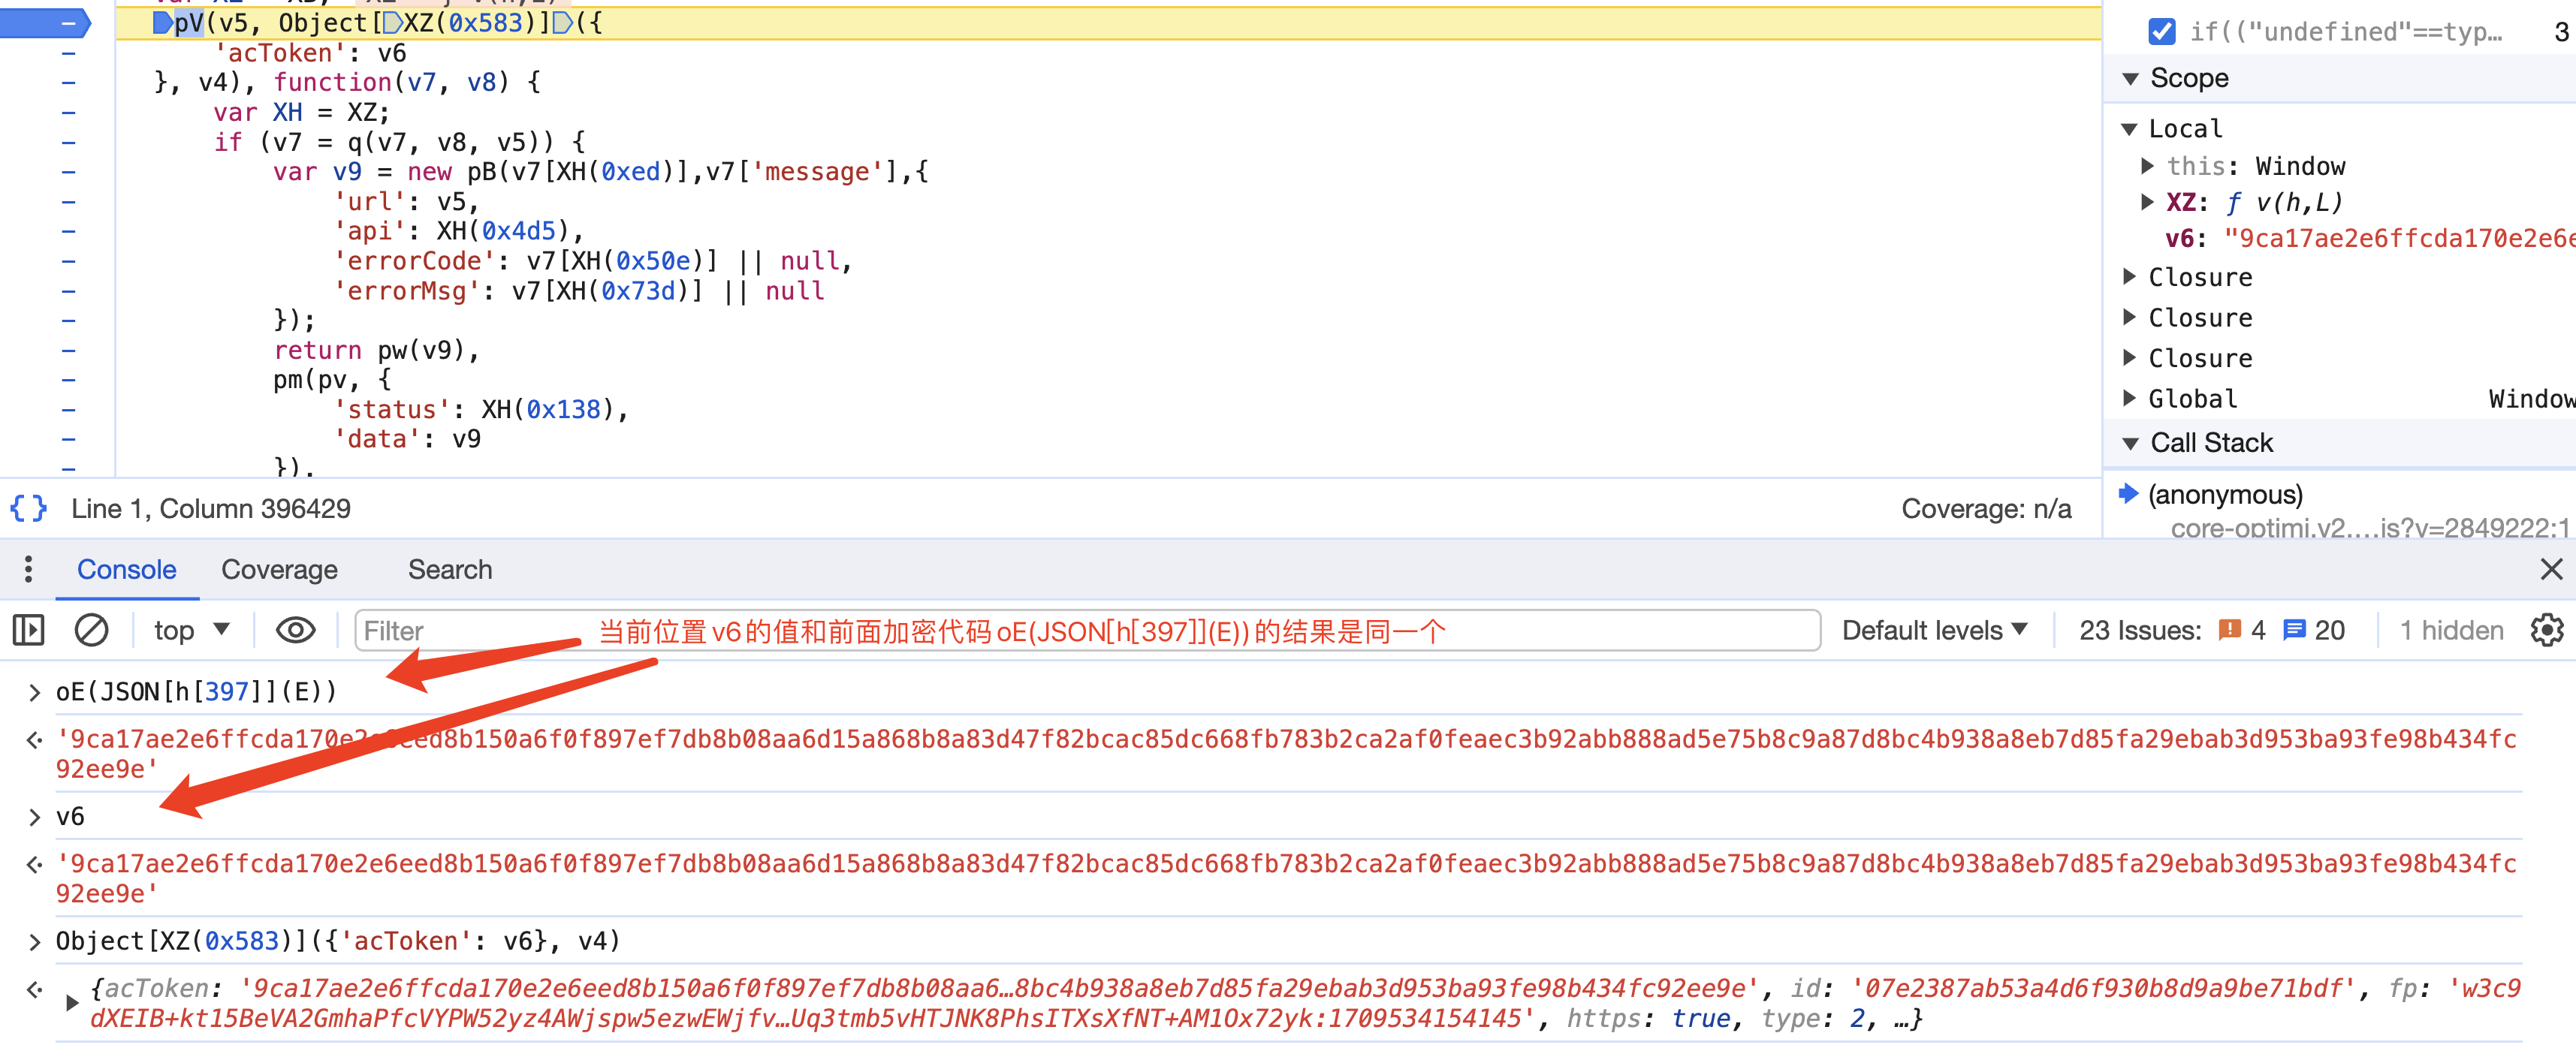 pV(v5, Object[XZ(0x583)]({
'acToken': v6
}, v4), function(v7, v8) {
var XH = XZ;
if (v7 = q(v7, v8, v5)) {
var v9 = new pB(v7[XH(0xed)],v7['message'],{
'url': v5,
'api': XH(0x4d5),
'errorCode': v7[XH(0x50e)] || null,
'errorMsg': v7[XH(0x73d)] || null
});
return pw(v9),
pm(pv, {
'status': XH(0x138),
'data': v9
}),
{} Line 1, Column 396429 Coverage: n/a
if(("undefined"==typ… 3
Scope
Local
this: Window
XZ: ƒ v(h,L)
v6: "9ca17ae2e6ffcda170e2e6e
Closure
Closure
Closure
Global Window
Call Stack
(anonymous)
core-optimi.v2.…js?v=2849222:1
Console Coverage Search
top Filter 当前位置v6的值和前面加密代码oE(JSON[h[397]](E))的结果是同一个 Default levels 23 Issues: 4 20 1 hidden
> oE(JSON[h[397]](E))
'9ca17ae2e6ffcda170e2e6eed8b150a6f0f897ef7db8b08aa6d15a868b8a83d47f82bcac85dc668fb783b2ca2af0feaec3b92abb888ad5e75b8c9a87d8bc4b938a8eb7d85fa29ebab3d953ba93fe98b434fc
92ee9e'
> v6
'9ca17ae2e6ffcda170e2e6eed8b150a6f0f897ef7db8b08aa6d15a868b8a83d47f82bcac85dc668fb783b2ca2af0feaec3b92abb888ad5e75b8c9a87d8bc4b938a8eb7d85fa29ebab3d953ba93fe98b434fc
92ee9e'
> Object[XZ(0x583)]({'acToken': v6}, v4)
{acToken: '9ca17ae2e6ffcda170e2e6eed8b150a6f0f897ef7db8b08aa6…8bc4b938a8eb7d85fa29ebab3d953ba93fe98b434fc92ee9e', id: '07e2387ab53a4d6f930b8d9a9be71bdf', fp: 'w3c9
dXEIB+kt15BeVA2GmhaPfcVYPW52yz4AWjspw5ezwEWjfv…Uq3tmb5vHTJNK8PhsITXsXfNT+AM1Ox72yk:1709534154145', https: true, type: 2, …}